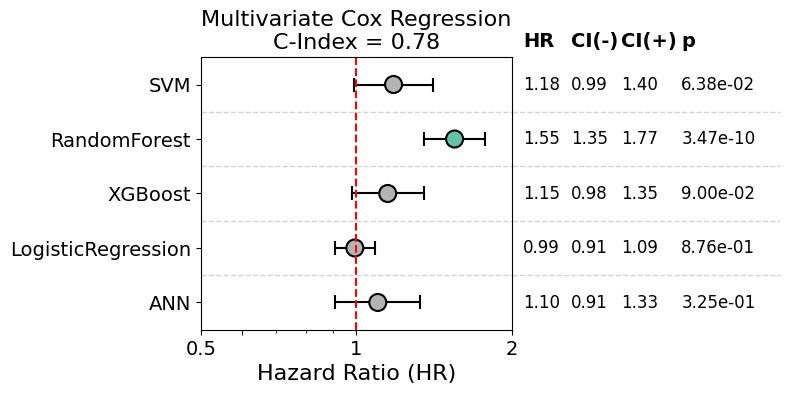 Multivariate Cox Regression
C-Index = 0.78
HR CI(-) CI(+) p
SVM 1.18 0.99 1.40 6.38e-02
RandomForest 1.55 1.35 1.77 3.47e-10
XGBoost 1.15 0.98 1.35 9.00e-02
LogisticRegression 0.99 0.91 1.09 8.76e-01
ANN 1.10 0.91 1.33 3.25e-01
0.5 1 2
Hazard Ratio (HR)